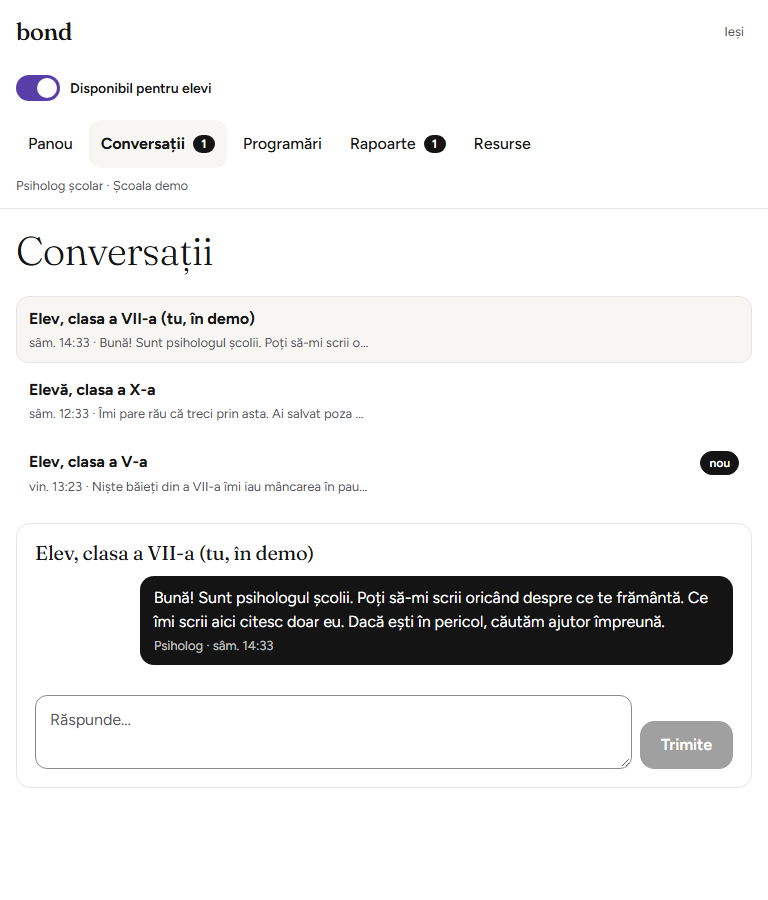 bond
Ieși
Disponibil pentru elevi
Panou
Conversații 1
Programări
Rapoarte 1
Resurse
Psiholog școlar · Școala demo
Conversații
Elev, clasa a VII-a (tu, în demo)
sâm. 14:33 · Bună! Sunt psihologul școlii. Poți să-mi scrii o...
Elevă, clasa a X-a
sâm. 12:33 · Îmi pare rău că treci prin asta. Ai salvat poza ...
Elev, clasa a V-a
nou
vin. 13:23 · Niște băieți din a VII-a îmi iau mâncarea în pau...
Elev, clasa a VII-a (tu, în demo)
Bună! Sunt psihologul școlii. Poți să-mi scrii oricând despre ce te frământă. Ce
îmi scrii aici citesc doar eu. Dacă ești în pericol, căutăm ajutor împreună.
Psiholog · sâm. 14:33
Răspunde...
Trimite